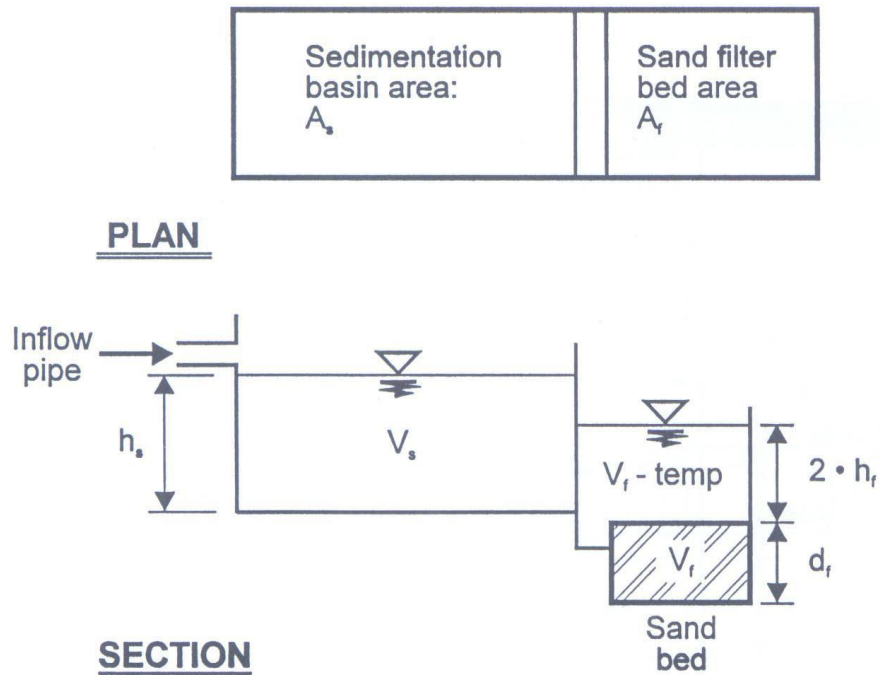 Sedimentation
basin area:
Aₛ
Sand filter
bed area
A_f
PLAN
Inflow
pipe
hₛ
Vₛ
V_f - temp
2 • h_f
V_f
d_f
Sand
bed
SECTION